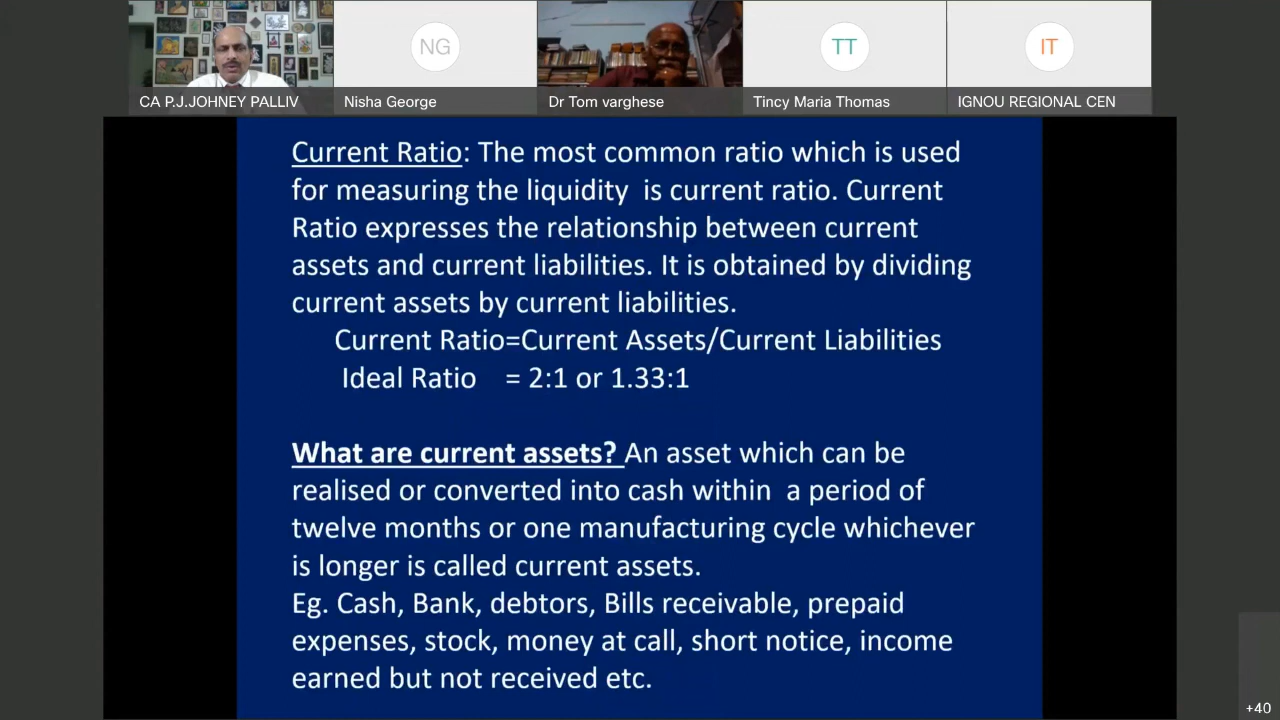 NG
TT
IT
CA P.J.JOHNEY PALLIV
Nisha George
Dr Tom varghese
Tincy Maria Thomas
IGNOU REGIONAL CEN
Current Ratio: The most common ratio which is used
for measuring the liquidity  is current ratio. Current
Ratio expresses the relationship between current
assets and current liabilities. It is obtained by dividing
current assets by current liabilities.
Current Ratio=Current Assets/Current Liabilities
Ideal Ratio    = 2:1 or 1.33:1
What are current assets? An asset which can be
realised or converted into cash within  a period of
twelve months or one manufacturing cycle whichever
is longer is called current assets.
Eg. Cash, Bank, debtors, Bills receivable, prepaid
expenses, stock, money at call, short notice, income
earned but not received etc.
+40